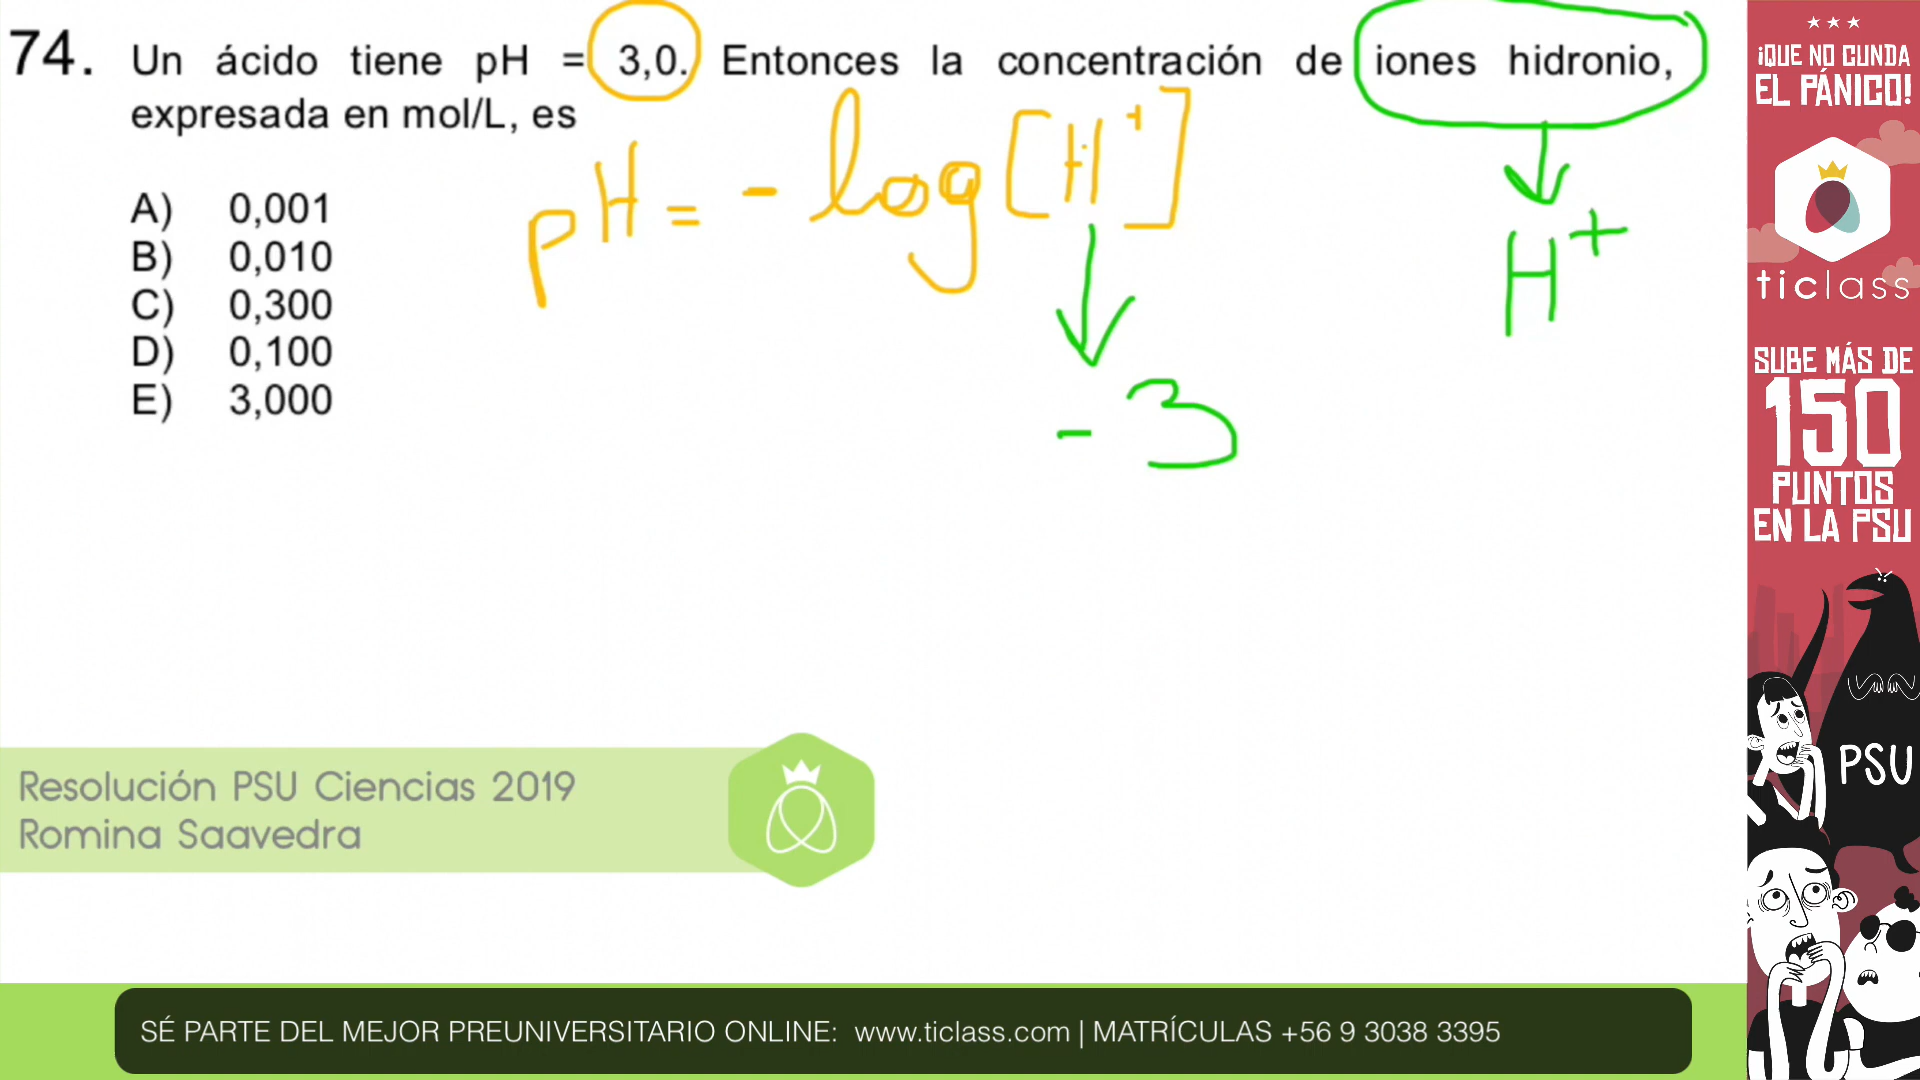 74. Un ácido tiene pH = 3,0. Entonces la concentración de iones hidronio,
expresada en mol/L, es
A) 0,001
B) 0,010
C) 0,300
D) 0,100
E) 3,000
pH = - log [H+]
- 3
H+
Resolución PSU Ciencias 2019
Romina Saavedra
SÉ PARTE DEL MEJOR PREUNIVERSITARIO ONLINE: www.ticlass.com | MATRÍCULAS +56 9 3038 3395
¡QUE NO CUNDA
EL PÁNICO!
ticlass
SUBE MÁS DE
150
PUNTOS
EN LA PSU
PSU